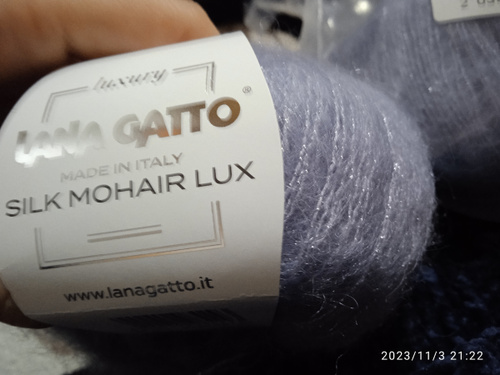 luxury
LANA GATTO®
MADE IN ITALY
SILK MOHAIR LUX
www.lanagatto.it
2023/11/3 21:22